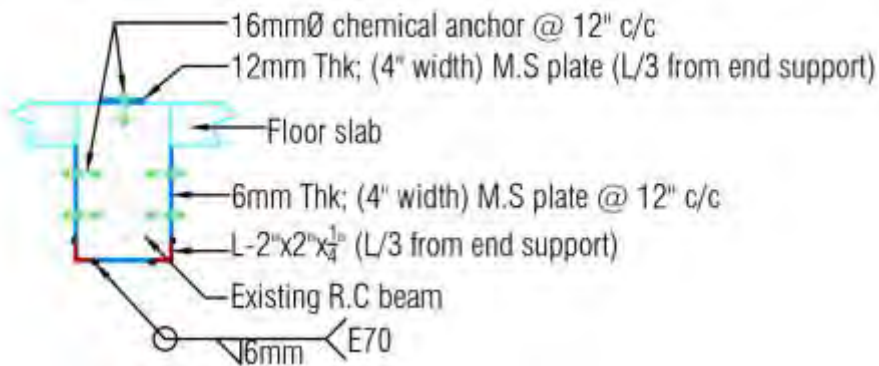 16mmØ chemical anchor @ 12" c/c
12mm Thk; (4" width) M.S plate (L/3 from end support)
Floor slab
6mm Thk; (4" width) M.S plate @ 12" c/c
L-2"x2"x1/4" (L/3 from end support)
Existing R.C beam
6mm
E70